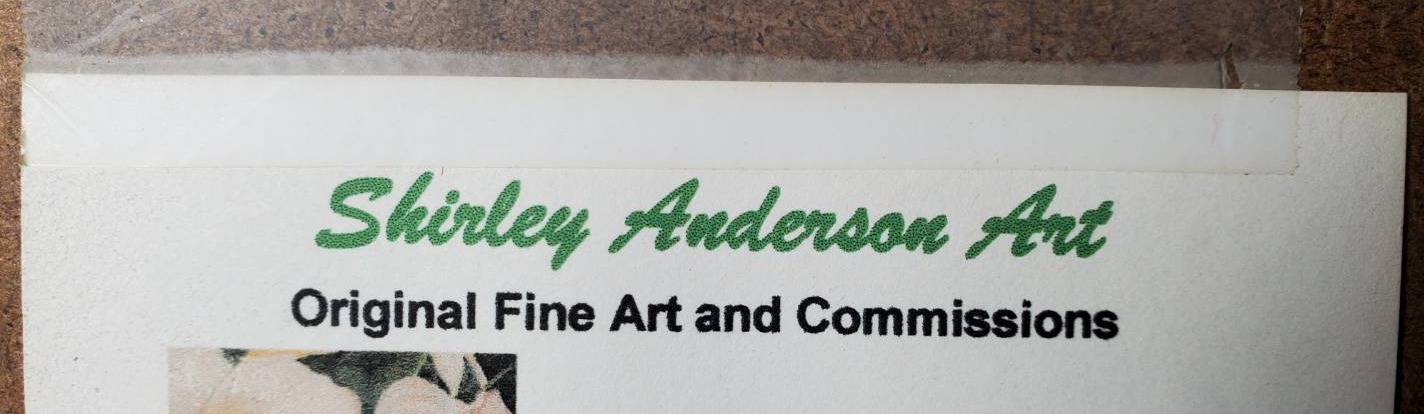 Shirley Anderson Art
Original Fine Art and Commissions